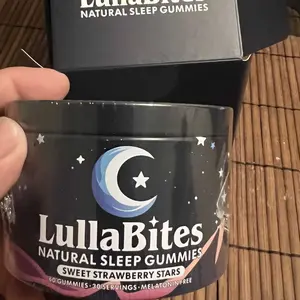 LullaBites
NATURAL SLEEP GUMMIES
LullaBites
NATURAL SLEEP GUMMIES
SWEET STRAWBERRY STARS
60 GUMMIES · 30 SERVINGS · MELATONIN FREE